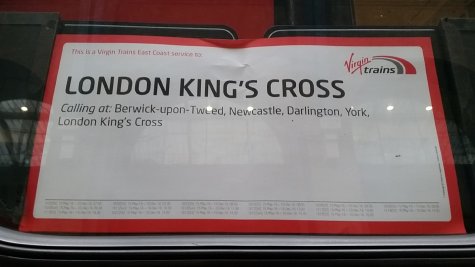 This is a Virgin Trains East Coast service to:
Virgin trains
LONDON KING'S CROSS
Calling at: Berwick-upon-Tweed, Newcastle, Darlington, York,
London King's Cross